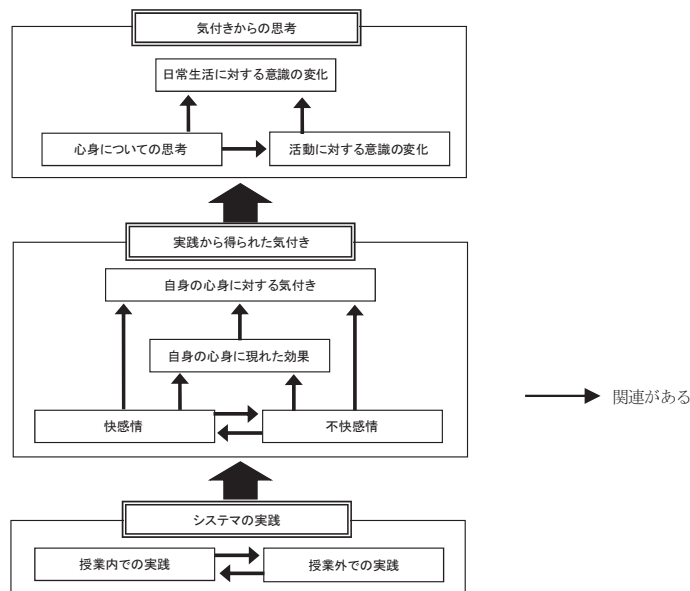 気付きからの思考
日常生活に対する意識の変化
心身についての思考
活動に対する意識の変化
実践から得られた気付き
自身の心身に対する気付き
自身の心身に現れた効果
快感情
不快感情
関連がある
システマの実践
授業内での実践
授業外での実践